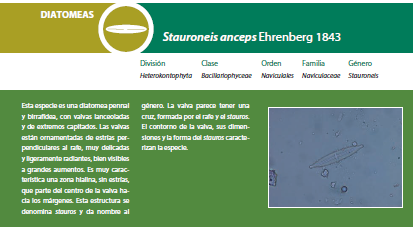 DIATOMEAS
Stauroneis anceps Ehrenberg 1843
División Clase Orden Familia Género
Heterokontophyta Bacillariophyceae Naviculales Naviculaceae Stauroneis
Esta especie es una diatomea pennal
y birrafídea, con valvas lanceoladas
y de extremos capitados. Las valvas
están ornamentadas de estrías per-
pendiculares al rafe, muy delicadas
y ligeramente radiantes, bien visibles
a grandes aumentos. Es muy carac-
terística una zona hialina, sin estrías,
que parte del centro de la valva ha-
cia los márgenes. Esta estructura se
denomina stauros y da nombre al
género. La valva parece tener una
cruz, formada por el rafe y el stauros.
El contorno de la valva, sus dimen-
siones y la forma del stauros caracte-
rizan la especie.